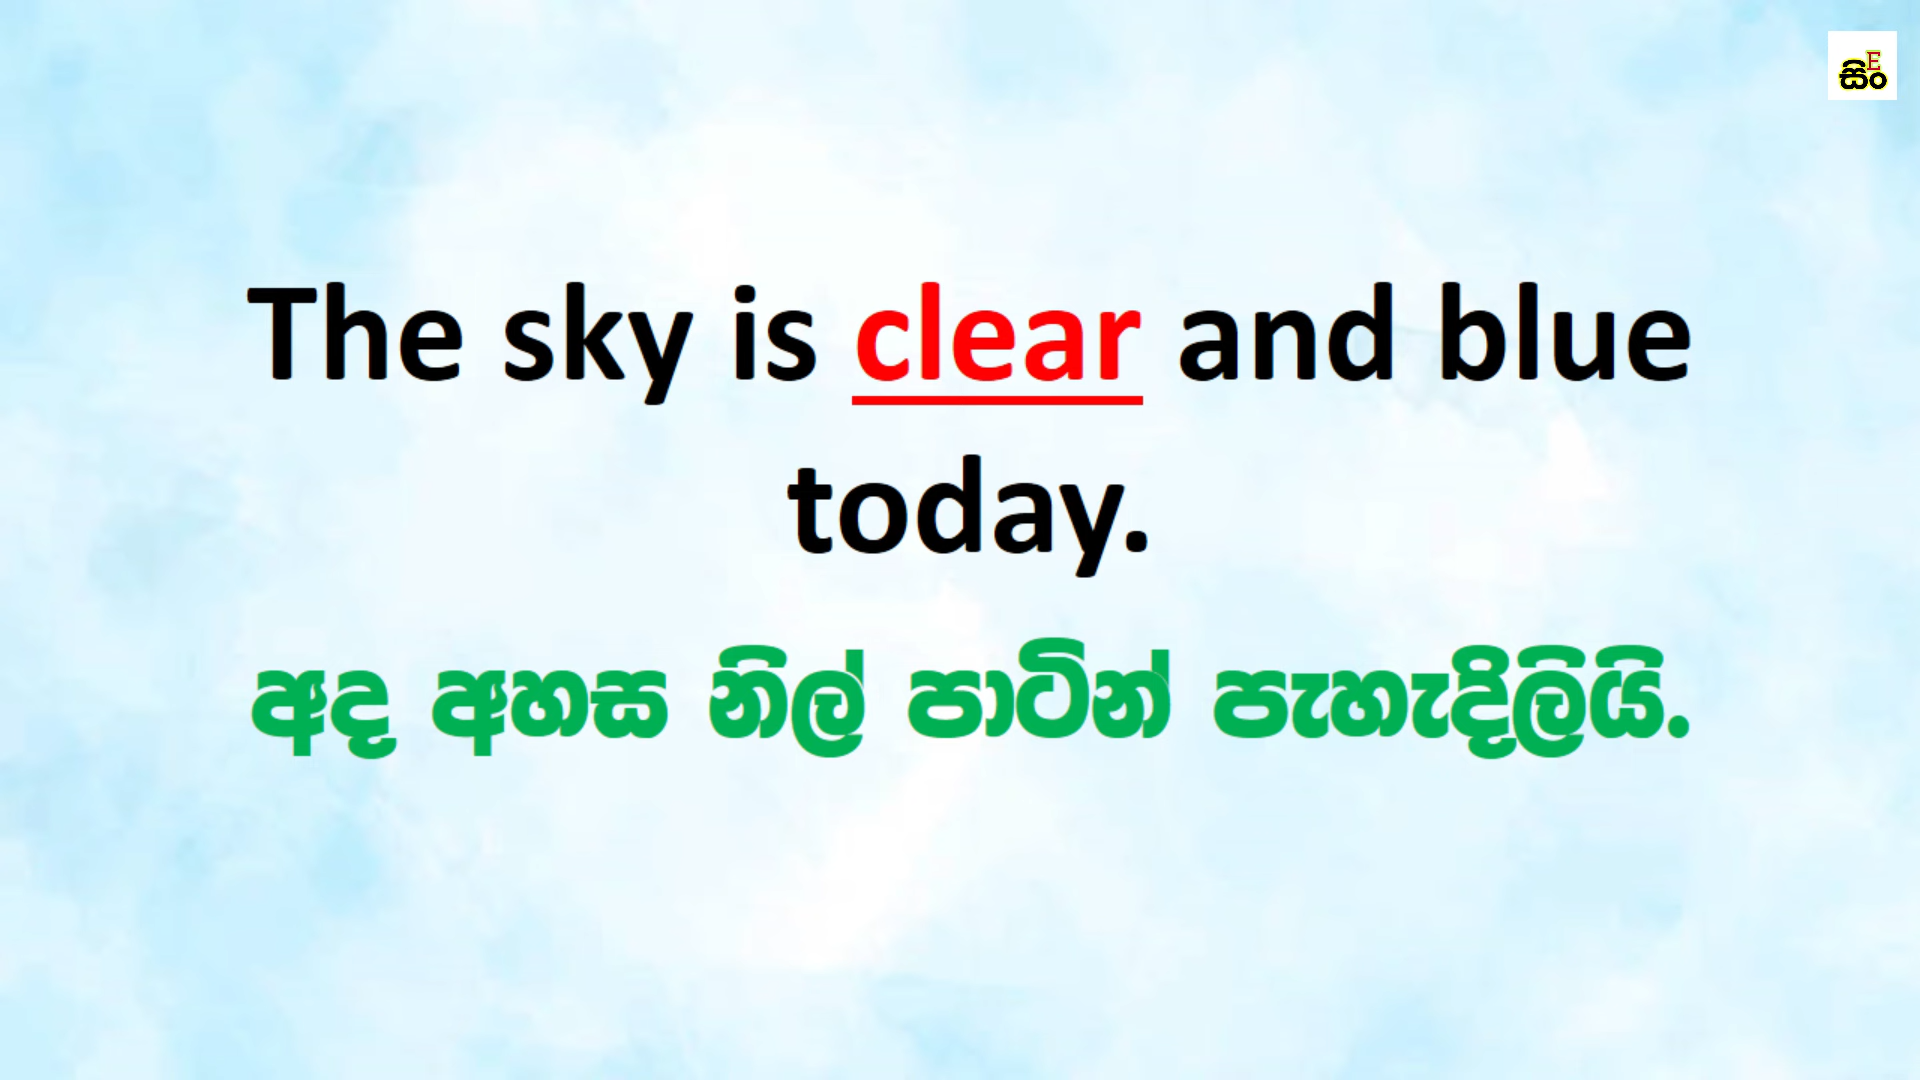 සිං
E
The sky is clear and blue
today.
අද අහස නිල් පාටින් පැහැදිලියි.